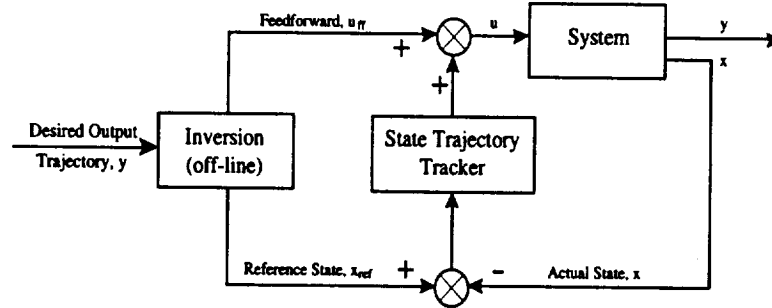 Feedforward, u_ff
+
+
u
System
y
x
Desired Output
Trajectory, y
Inversion
(off-line)
State Trajectory
Tracker
Reference State, x_ref
+
−
Actual State, x